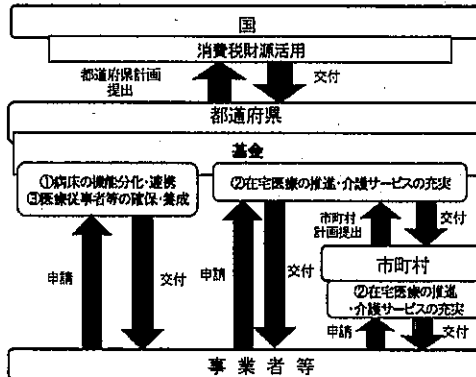 国
消費税財源活用
都道府県計画
提出
交付
都道府県
基金
①病床の機能分化・連携
③医療従事者等の確保・養成
②在宅医療の推進・介護サービスの充実
市町村
計画提出
交付
申請
交付
申請
交付
市町村
②在宅医療の推進
・介護サービスの充実
申請
交付
事業者等